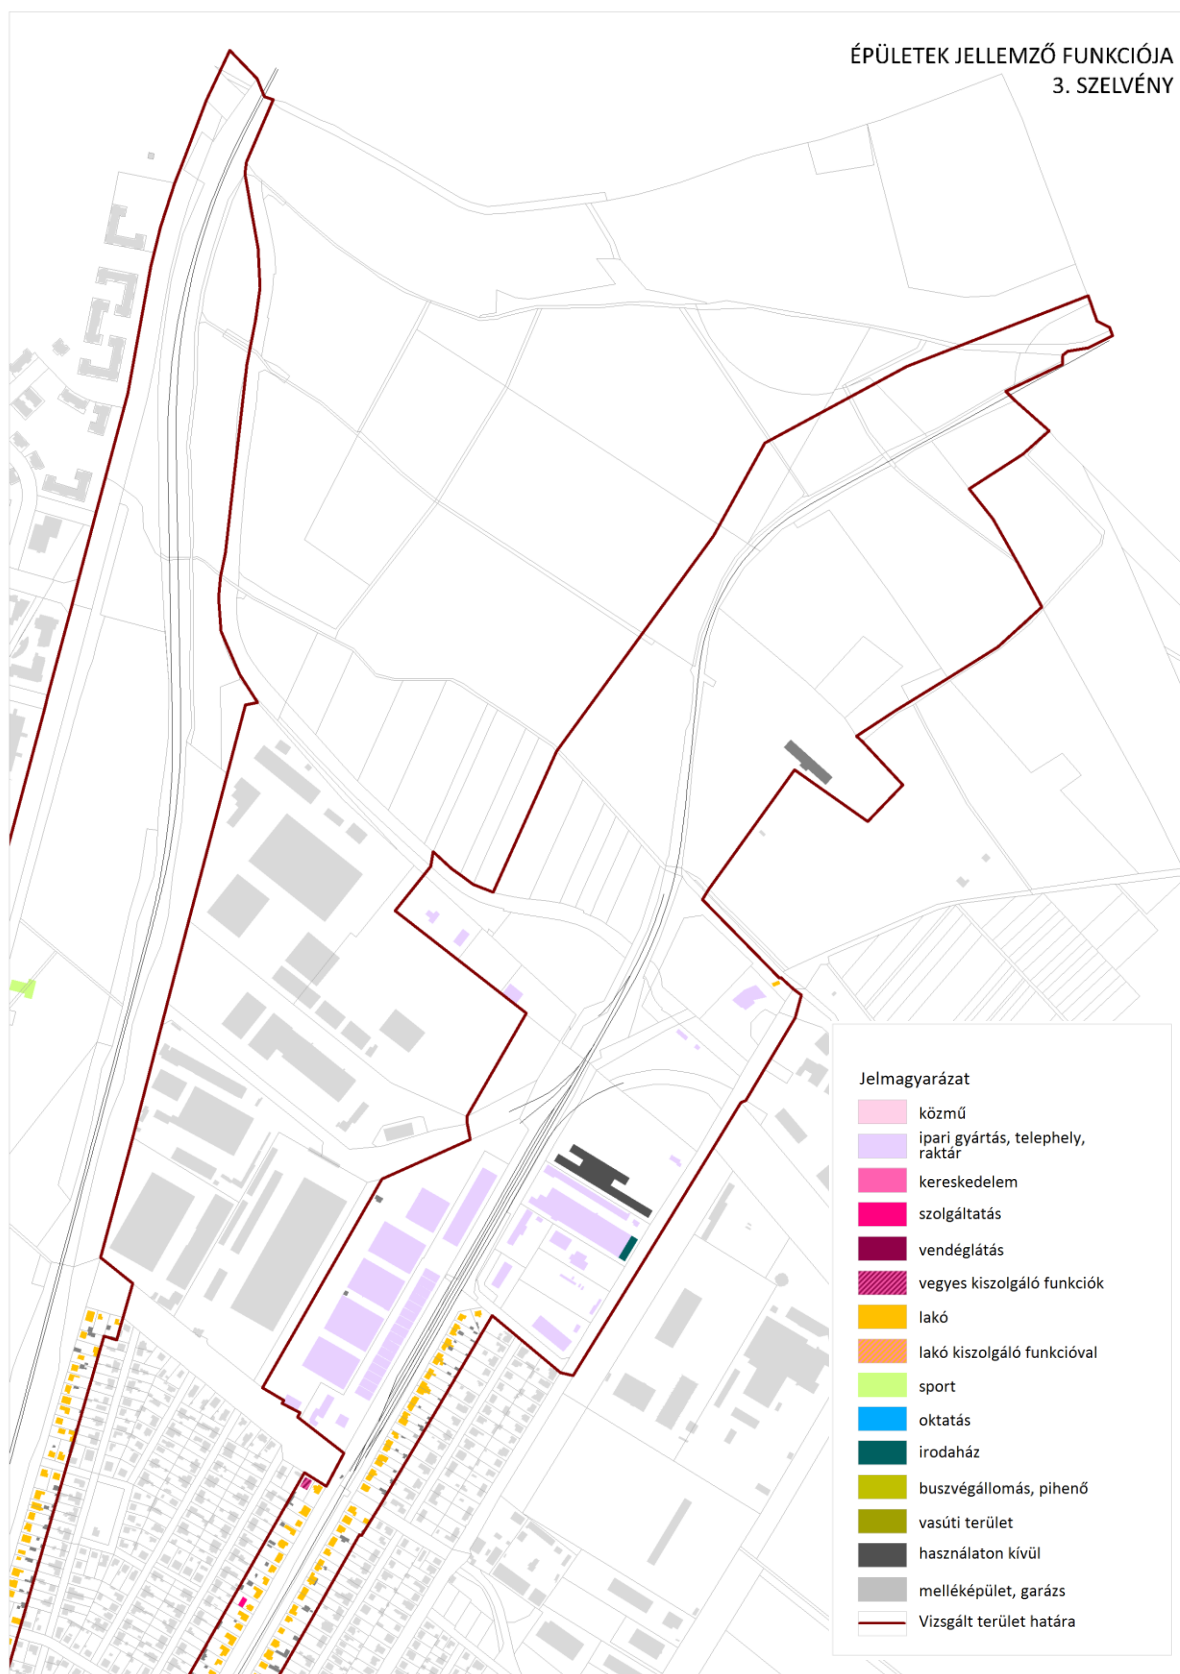 ÉPÜLETEK JELLEMZŐ FUNKCIÓJA
3. SZELVÉNY
Jelmagyarázat
közmű
ipari gyártás, telephely,
raktár
kereskedelem
szolgáltatás
vendéglátás
vegyes kiszolgáló funkciók
lakó
lakó kiszolgáló funkcióval
sport
oktatás
irodaház
buszvégállomás, pihenő
vasúti terület
használaton kívül
melléképület, garázs
Vizsgált terület határa